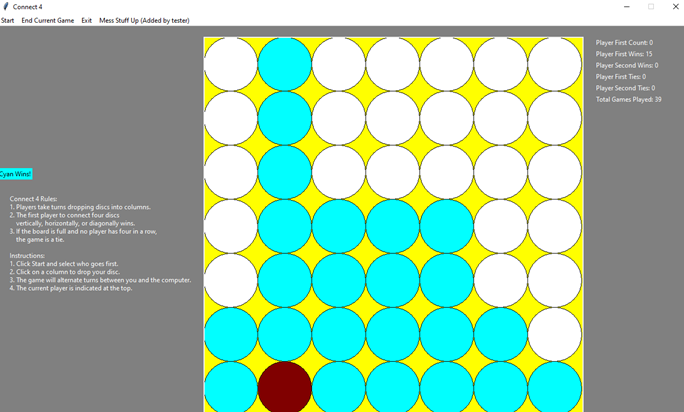 Connect 4
Start End Current Game Exit Mess Stuff Up (Added by tester)
Player First Count: 0
Player First Wins: 15
Player Second Wins: 0
Player First Ties: 0
Player Second Ties: 0
Total Games Played: 39
Cyan Wins!
Connect 4 Rules:
1. Players take turns dropping discs into columns.
2. The first player to connect four discs
vertically, horizontally, or diagonally wins.
3. If the board is full and no player has four in a row,
the game is a tie.
Instructions:
1. Click Start and select who goes first.
2. Click on a column to drop your disc.
3. The game will alternate turns between you and the computer.
4. The current player is indicated at the top.